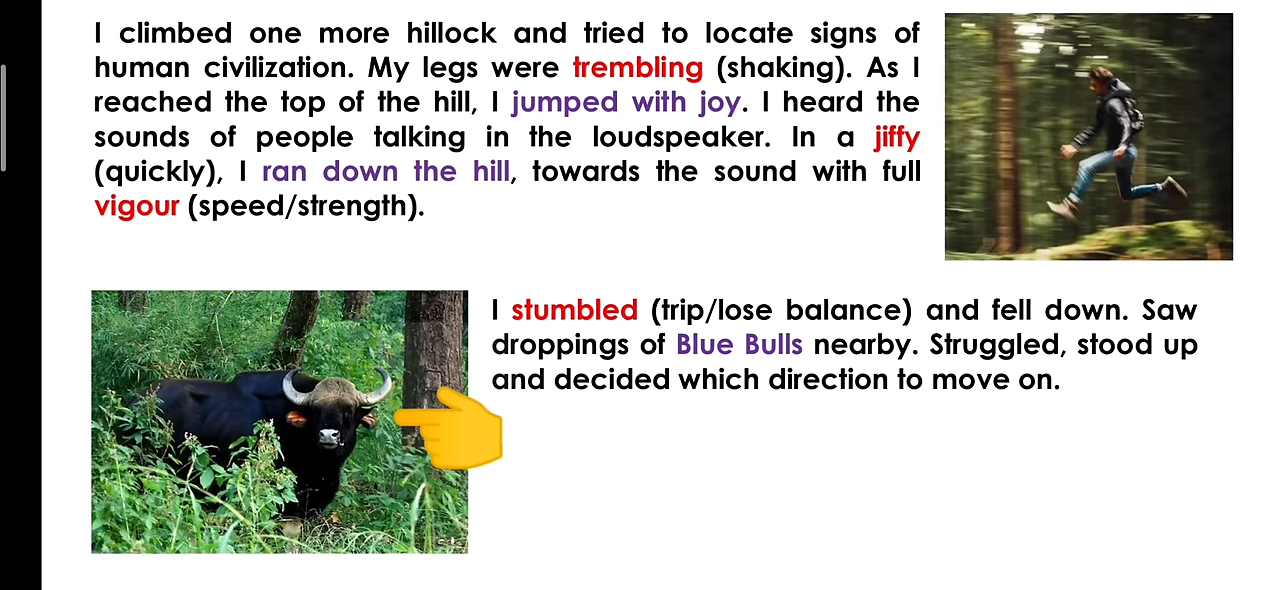 I climbed one more hillock and tried to locate signs of
human civilization. My legs were trembling (shaking). As I
reached the top of the hill, I jumped with joy. I heard the
sounds of people talking in the loudspeaker. In a jiffy
(quickly), I ran down the hill, towards the sound with full
vigour (speed/strength).
I stumbled (trip/lose balance) and fell down. Saw
droppings of Blue Bulls nearby. Struggled, stood up
and decided which direction to move on.